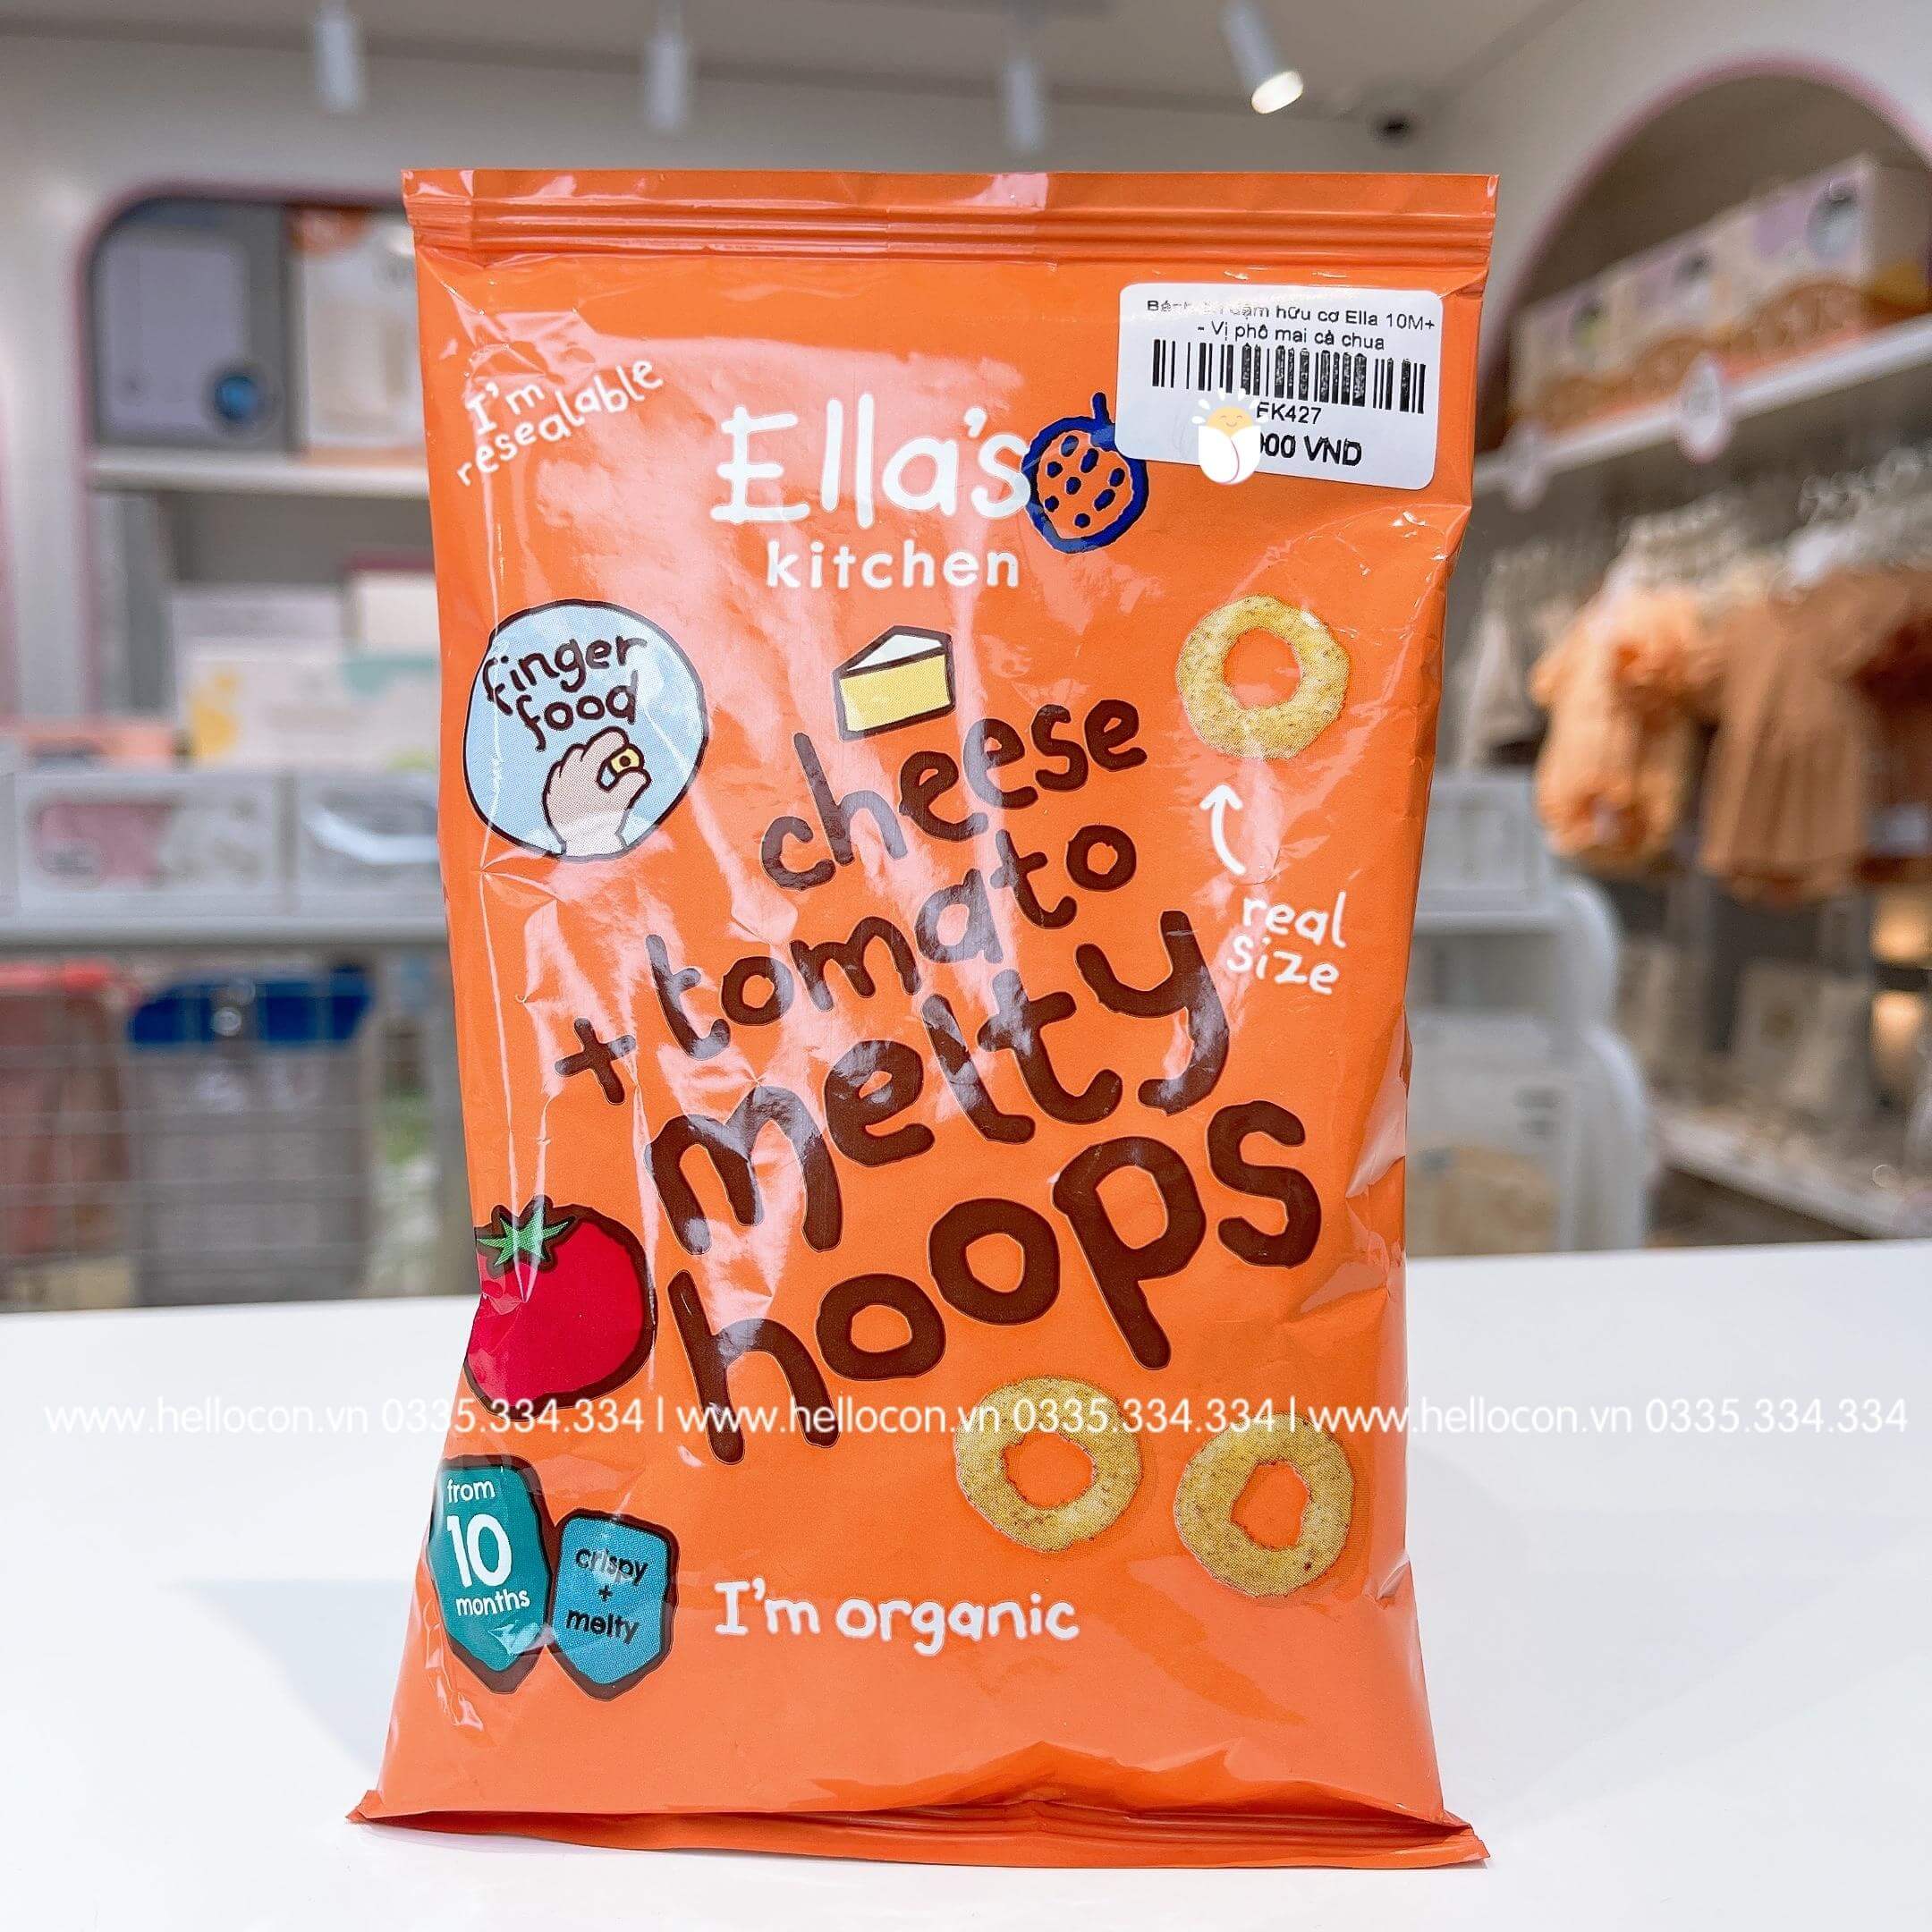 I'm
resealable
Ella's
kitchen
hữu cơ Ella 10M+
- Vị phô mai cà chua
000 VND
finger
food
cheese
+ tomato
melty
hoops
real
size
www.hellocon.vn 0335.334.334 | www.hellocon.vn 0335.334.334 | www.hellocon.vn 0335.334.334
from
10
months
crispy
+
melty
I'm organic